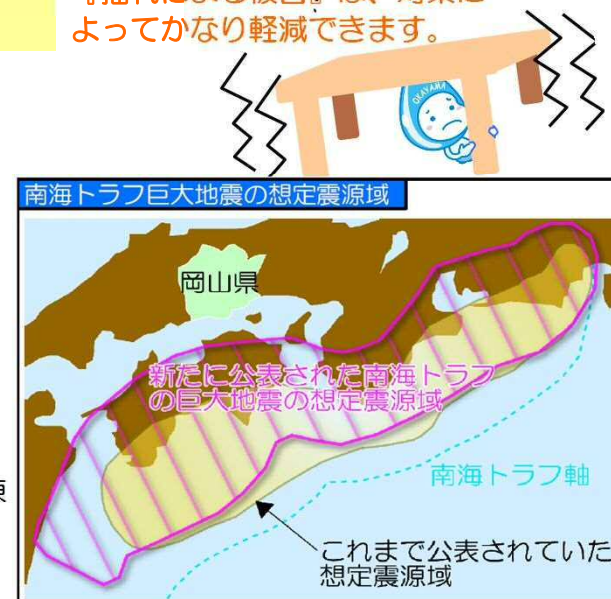 よってかなり軽減できます。
OKAYAMA
南海トラフ巨大地震の想定震源域
岡山県
新たに公表された南海トラフ
の巨大地震の想定震源域
南海トラフ軸
これまで公表されていた
想定震源域